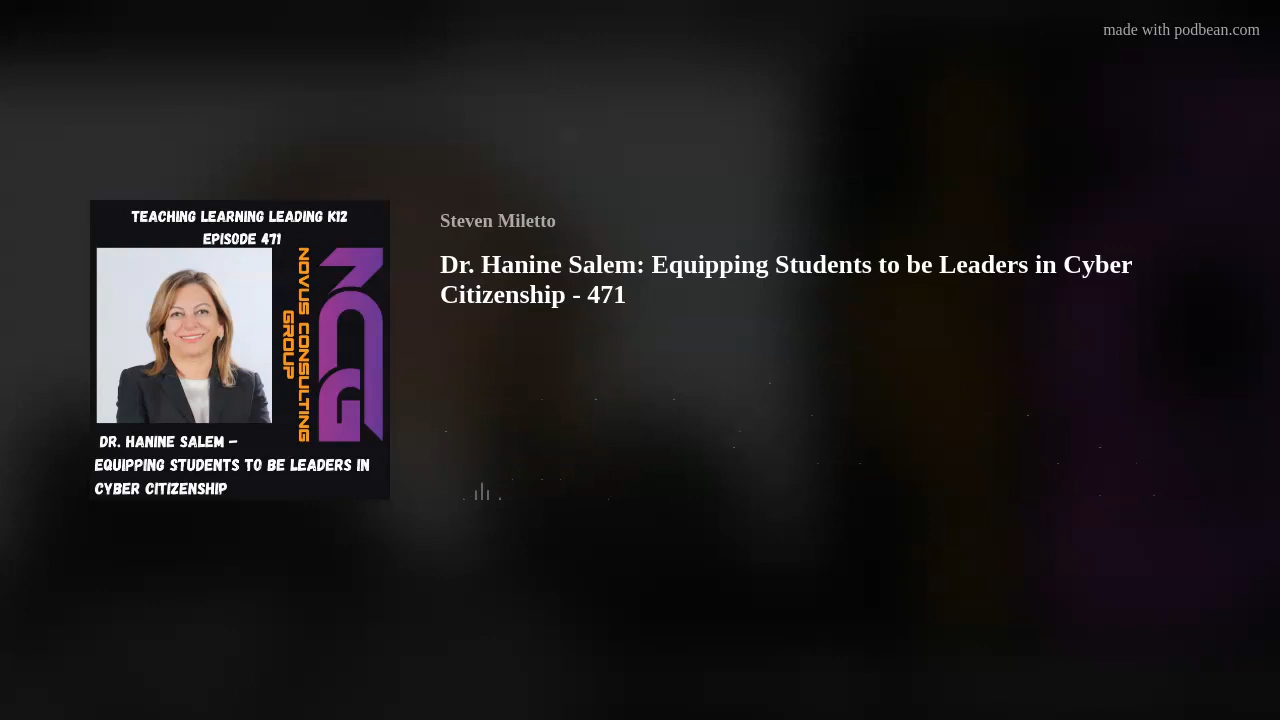 made with podbean.com
TEACHING LEARNING LEADING K12
EPISODE 471
NOVUS CONSULTING
GROUP
NCG
DR. HANINE SALEM –
EQUIPPING STUDENTS TO BE LEADERS IN
CYBER CITIZENSHIP
Steven Miletto
Dr. Hanine Salem: Equipping Students to be Leaders in Cyber
Citizenship - 471